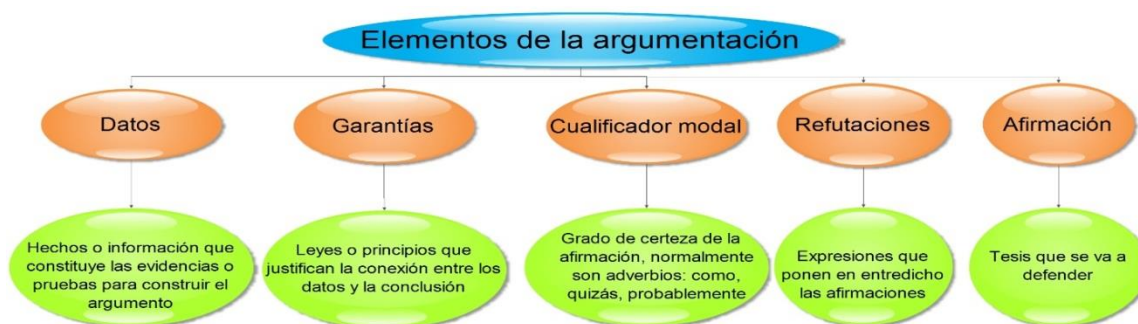 Elementos de la argumentación
Datos
Garantías
Cualificador modal
Refutaciones
Afirmación
Hechos o información que
constituye las evidencias o
pruebas para construir el
argumento
Leyes o principios que
justifican la conexión entre los
datos y la conclusión
Grado de certeza de la
afirmación, normalmente
son adverbios: como,
quizás, probablemente
Expresiones que
ponen en entredicho
las afirmaciones
Tesis que se va a
defender